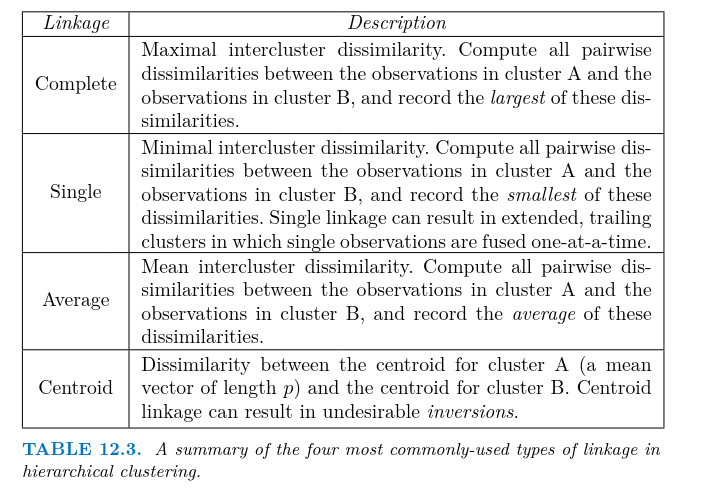 Linkage Description
Maximal intercluster dissimilarity. Compute all pairwise
dissimilarities between the observations in cluster A and the
Complete
observations in cluster B, and record the largest of these dis-
similarities.
Minimal intercluster dissimilarity. Compute all pairwise dis-
similarities between the observations in cluster A and the
Single
observations in cluster B, and record the smallest of these
dissimilarities. Single linkage can result in extended, trailing
clusters in which single observations are fused one-at-a-time.
Mean intercluster dissimilarity. Compute all pairwise dis-
similarities between the observations in cluster A and the
Average
observations in cluster B, and record the average of these
dissimilarities.
Dissimilarity between the centroid for cluster A (a mean
Centroid
vector of length p) and the centroid for cluster B. Centroid
linkage can result in undesirable inversions.
TABLE 12.3. A summary of the four most commonly-used types of linkage in
hierarchical clustering.